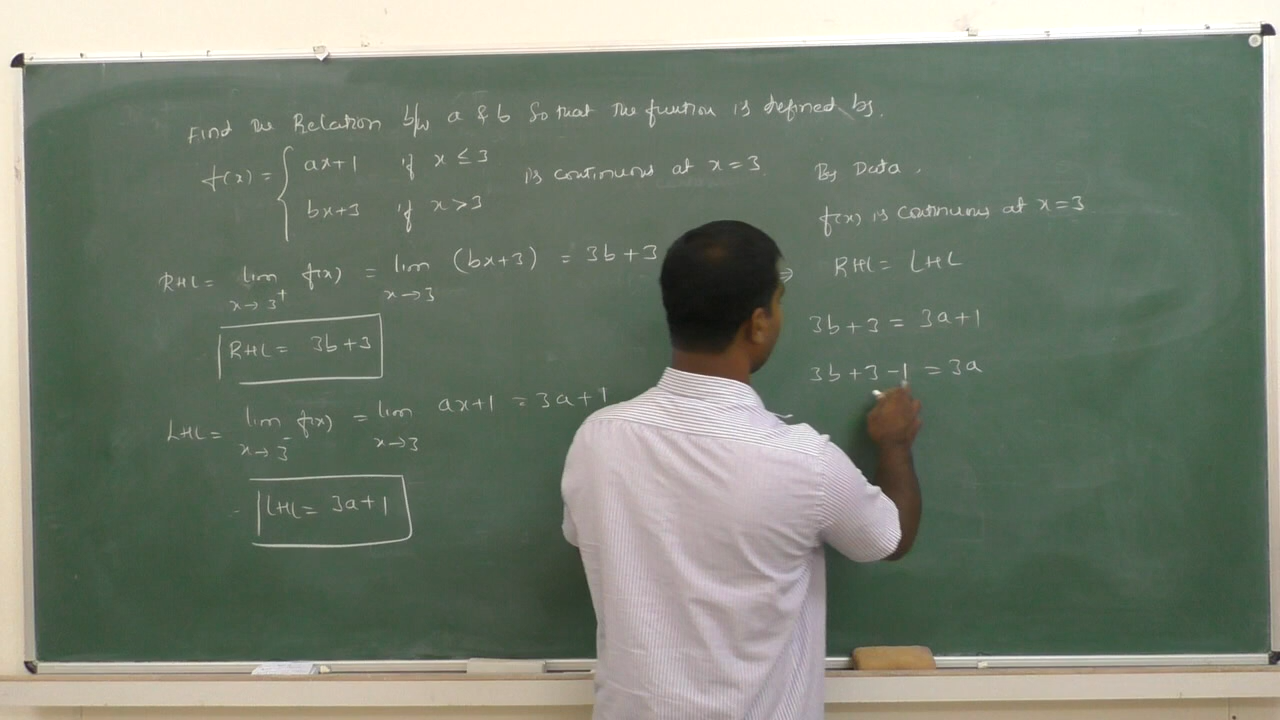 Find the Relation b/w a & b So that the function is defined by,
f(x) = { ax+1 if x ≤ 3
bx+3 if x > 3
is continuous at x = 3.
RHL = lim x→3⁺ f(x) = lim x→3 (bx+3) = 3b+3
RHL = 3b+3
LHL = lim x→3⁻ f(x) = lim x→3 ax+1 = 3a+1
LHL = 3a+1
By Data,
f(x) is continuous at x=3
⇒ RHL = LHL
3b+3 = 3a+1
3b+3-1 = 3a